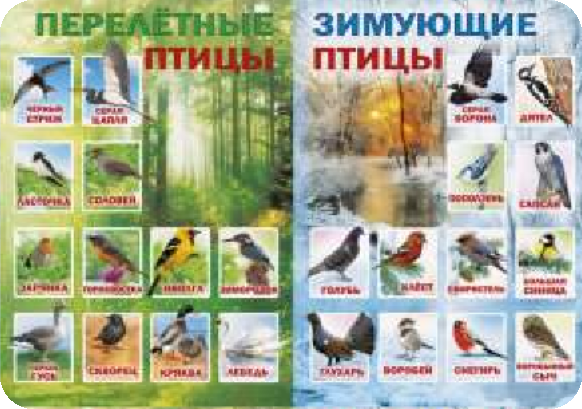 ПЕРЕЛЁТНЫЕ
ПТИЦЫ
ЧЕРНЫЙ
СТРИЖ
СЕРАЯ
ЦАПЛЯ
ЛАСТОЧКА
СОЛОВЕЙ
ЗАРЯНКА
ГОРИХВОСТКА
ИВОЛГА
ЗИМОРОДОК
СЕРЫЙ
ГУСЬ
СКВОРЕЦ
КРЯКВА
ЛЕБЕДЬ
ЗИМУЮЩИЕ
ПТИЦЫ
СЕРАЯ
ВОРОНА
ДЯТЕЛ
ПОПОЛЗЕНЬ
САПСАН
ГОЛУБЬ
КЛЁСТ
СВИРИСТЕЛЬ
БОЛЬШАЯ
СИНИЦА
ГЛУХАРЬ
ВОРОБЕЙ
СНЕГИРЬ
ВОРОБЬИНЫЙ
СЫЧ